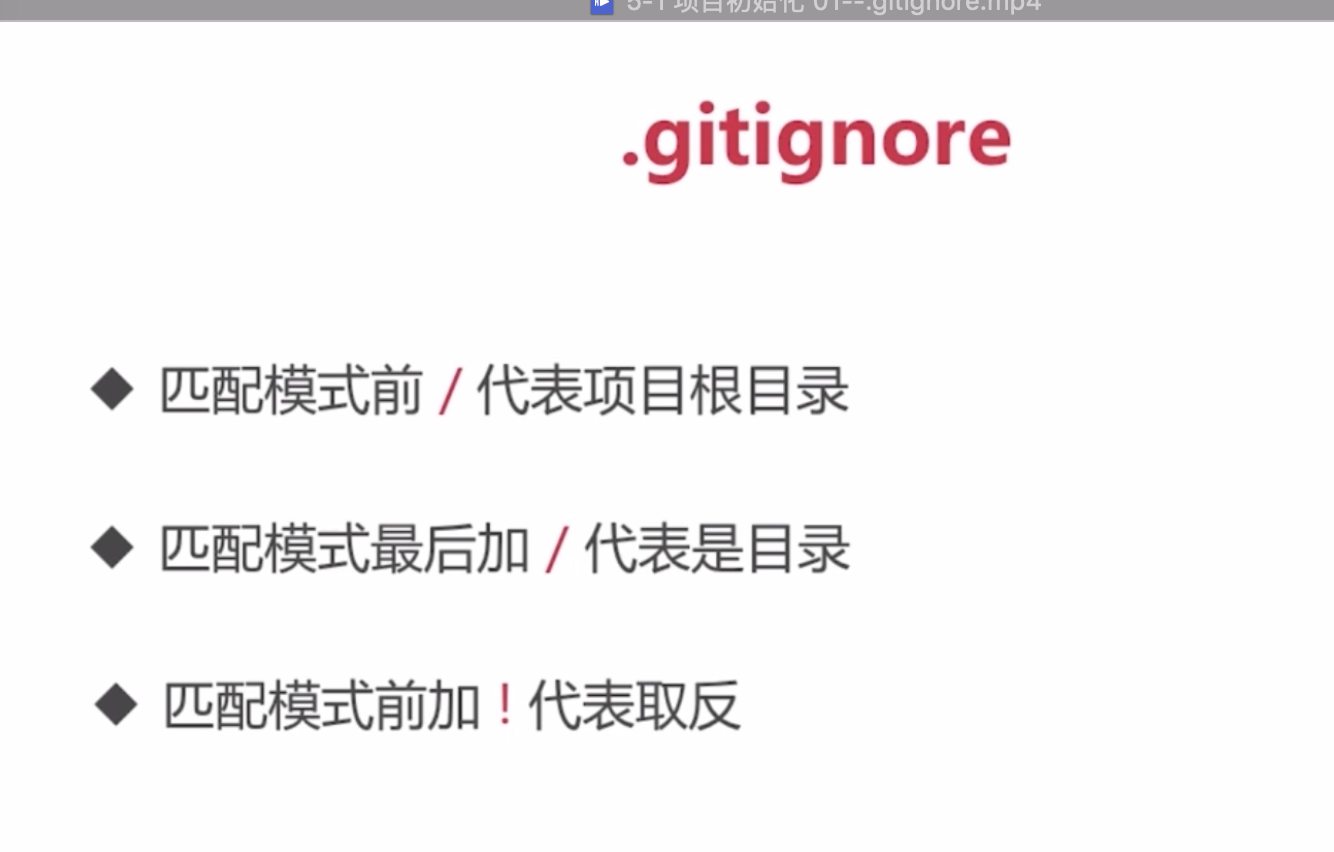 5-1 项目初始化 01--.gitignore.mp4
.gitignore
匹配模式前 / 代表项目根目录
匹配模式最后加 / 代表是目录
匹配模式前加 ! 代表取反